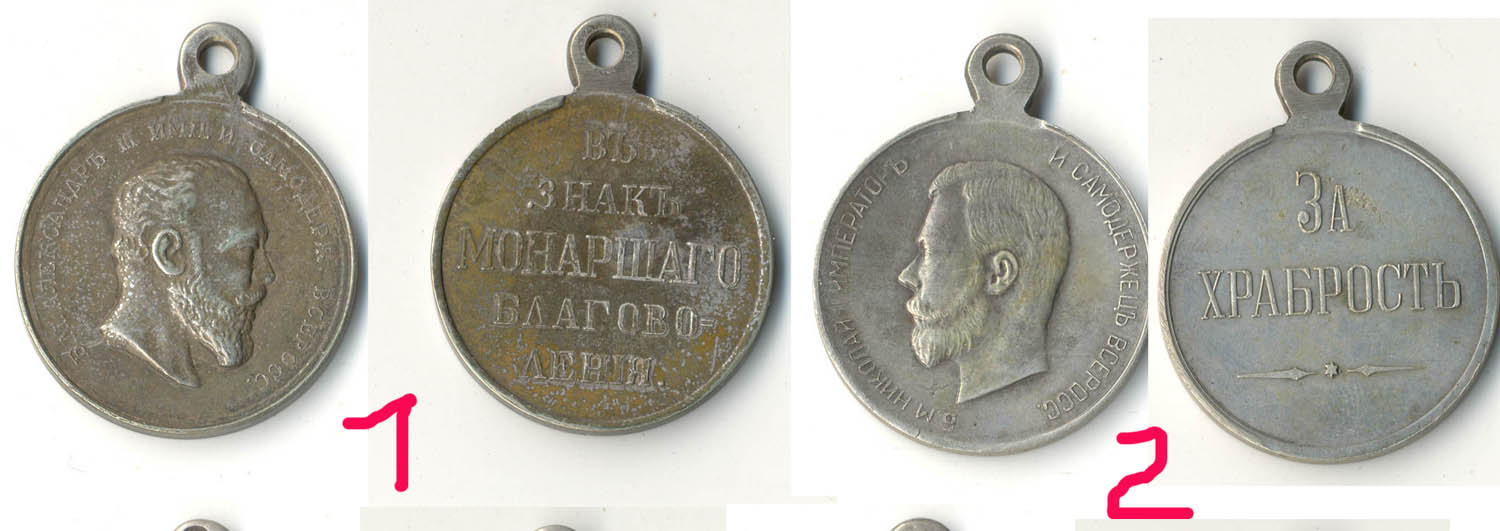 Б.М. АЛЕКСАНДРЪ III ИМП. И САМОДЕРЖ. ВСЕРОСС.
ВЪ
ЗНАКЪ
МОНАРШАГО
БЛАГОВО=
ЛЕНІЯ.
1
Б.М.НИКОЛАЙ II ИМПЕРАТОРЪ И САМОДЕРЖЕЦЪ ВСЕРОСС.
ЗА
ХРАБРОСТЬ
2